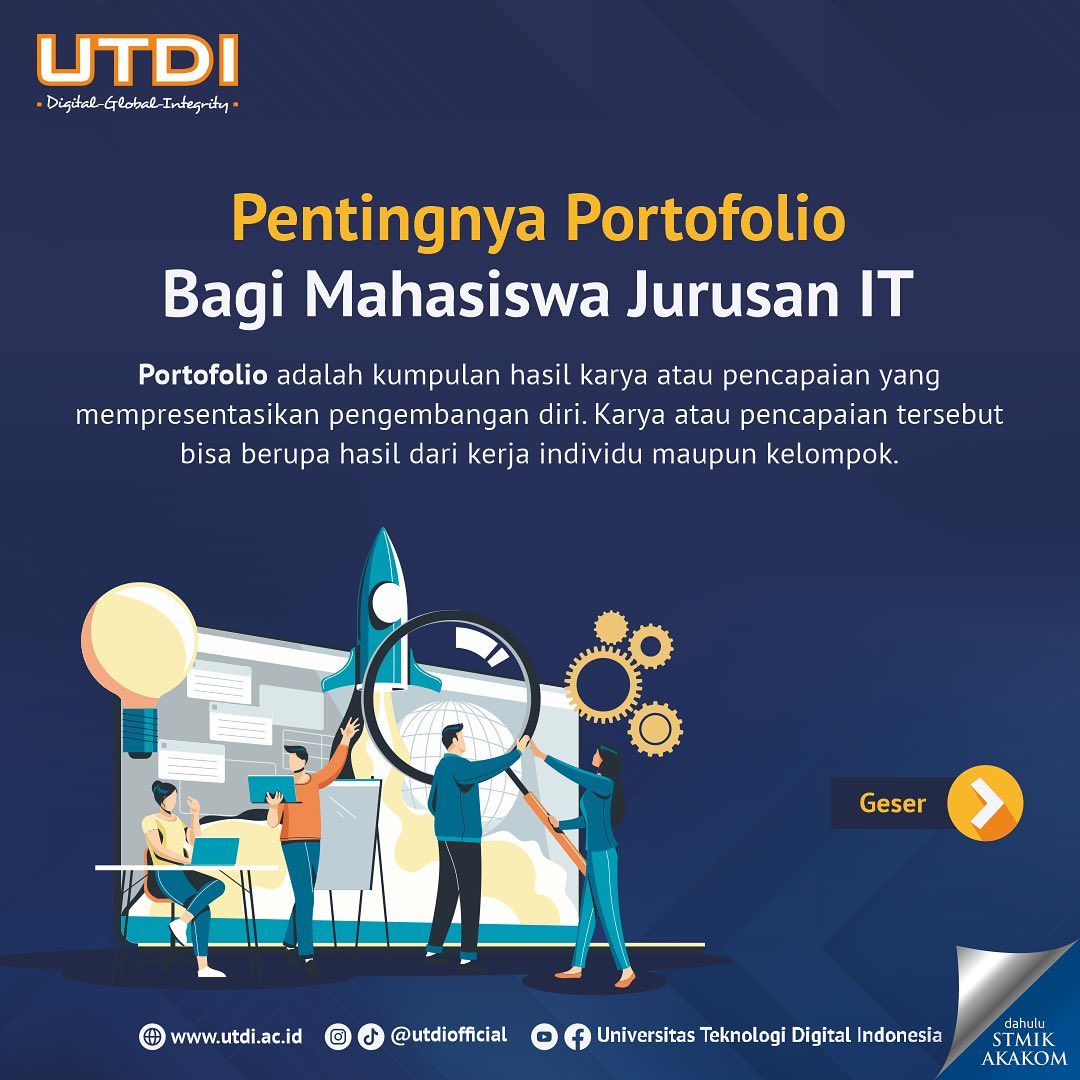 UTDI
Digital-Global-Integrity
Pentingnya Portofolio
Bagi Mahasiswa Jurusan IT
Portofolio adalah kumpulan hasil karya atau pencapaian yang
mempresentasikan pengembangan diri. Karya atau pencapaian tersebut
bisa berupa hasil dari kerja individu maupun kelompok.
Geser
www.utdi.ac.id @utdiofficial Universitas Teknologi Digital Indonesia
dahulu
STMIK
AKAKOM